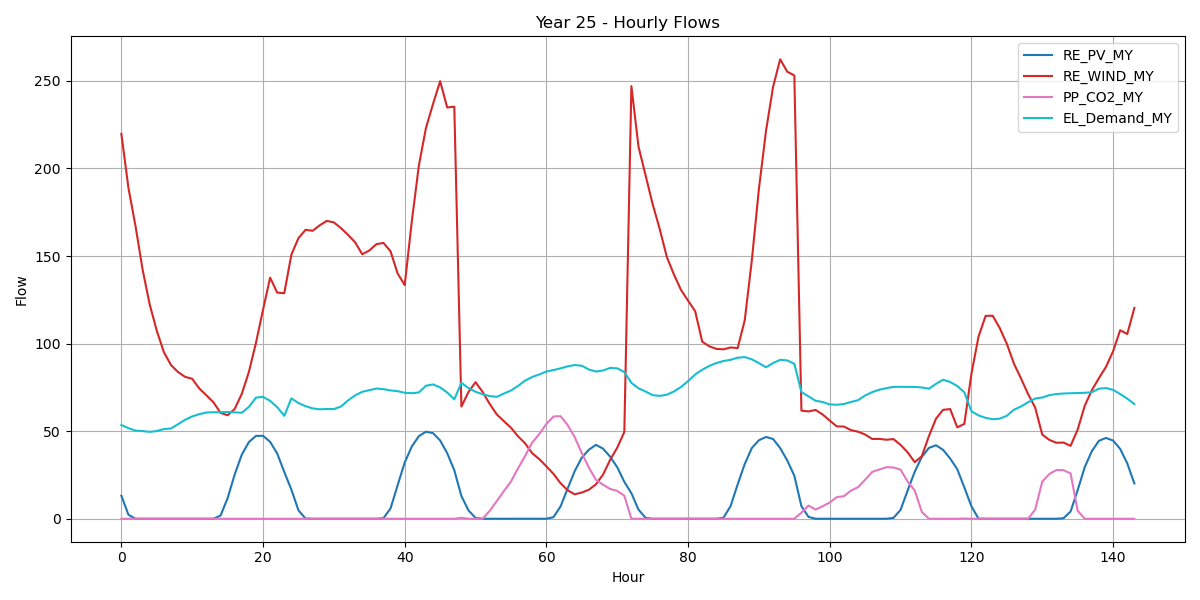 Year 25 - Hourly Flows
RE_PV_MY
RE_WIND_MY
PP_CO2_MY
EL_Demand_MY
Flow
250
200
150
100
50
0
0 20 40 60 80 100 120 140
Hour